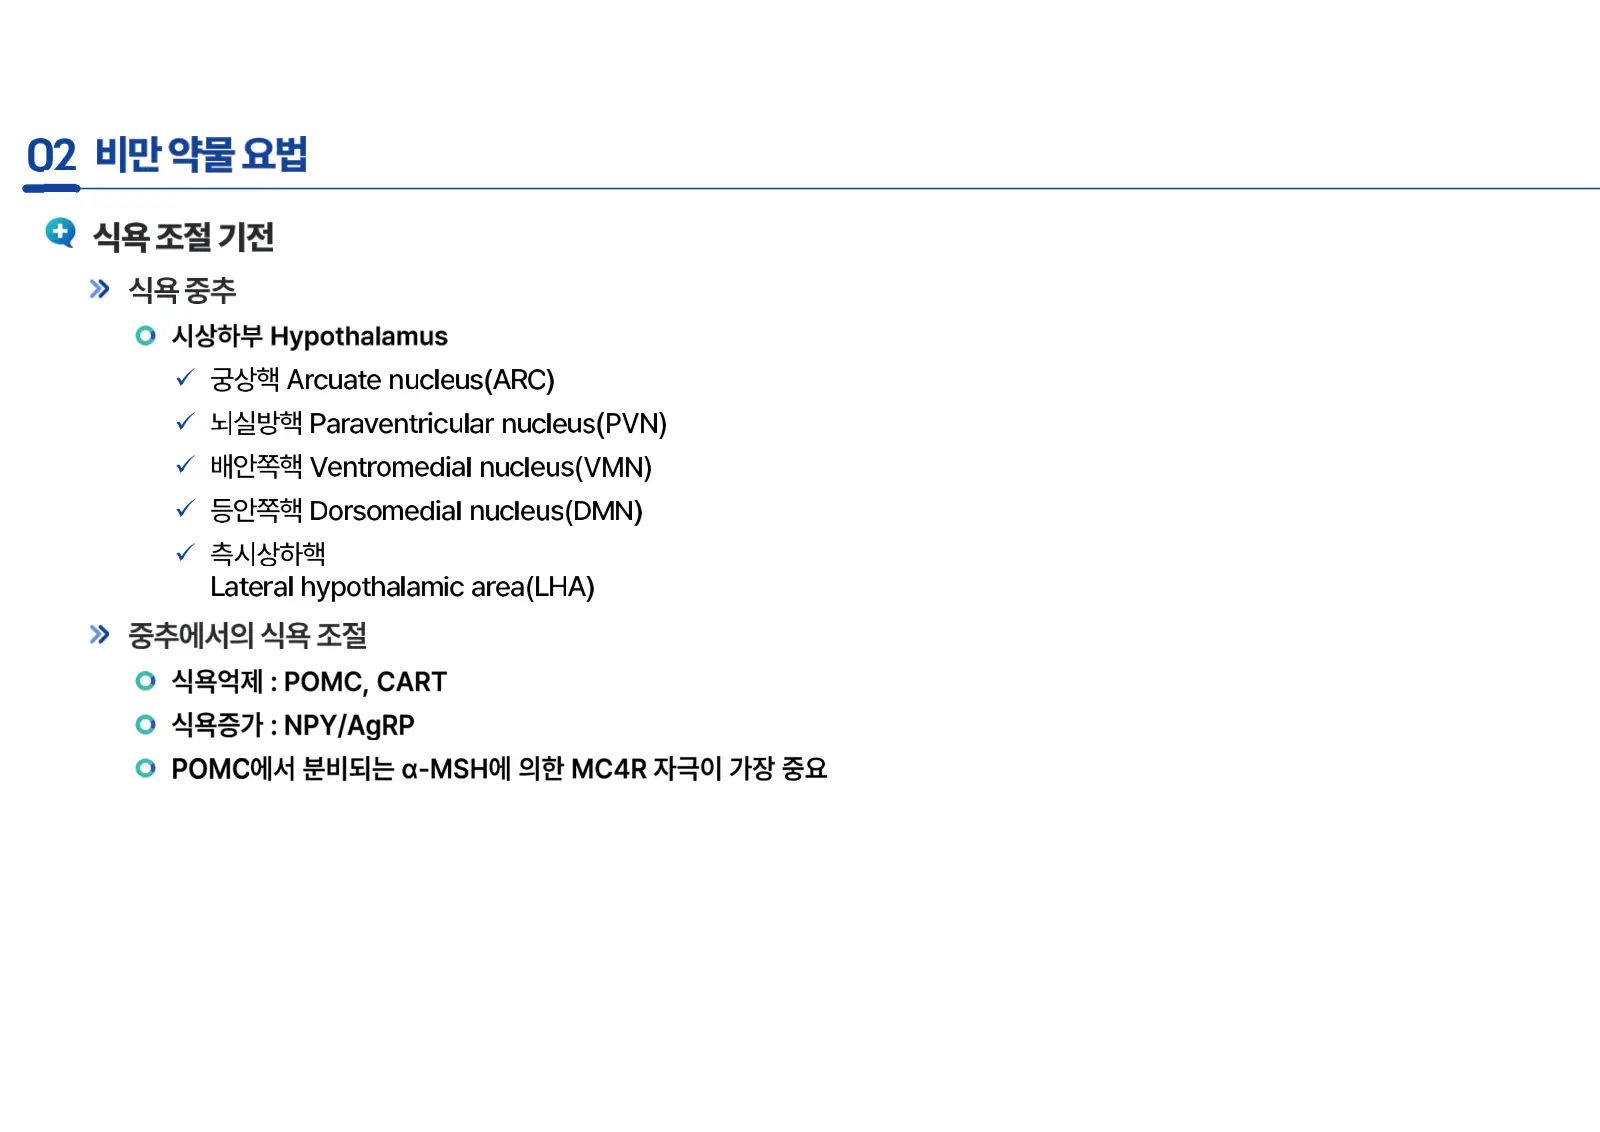 02 비만 약물 요법
식욕 조절 기전
식욕 중추
시상하부 Hypothalamus
궁상핵 Arcuate nucleus(ARC)
뇌실방핵 Paraventricular nucleus(PVN)
배안쪽핵 Ventromedial nucleus(VMN)
등안쪽핵 Dorsomedial nucleus(DMN)
측시상하핵
Lateral hypothalamic area(LHA)
중추에서의 식욕 조절
식욕억제 : POMC, CART
식욕증가 : NPY/AgRP
POMC에서 분비되는 α-MSH에 의한 MC4R 자극이 가장 중요